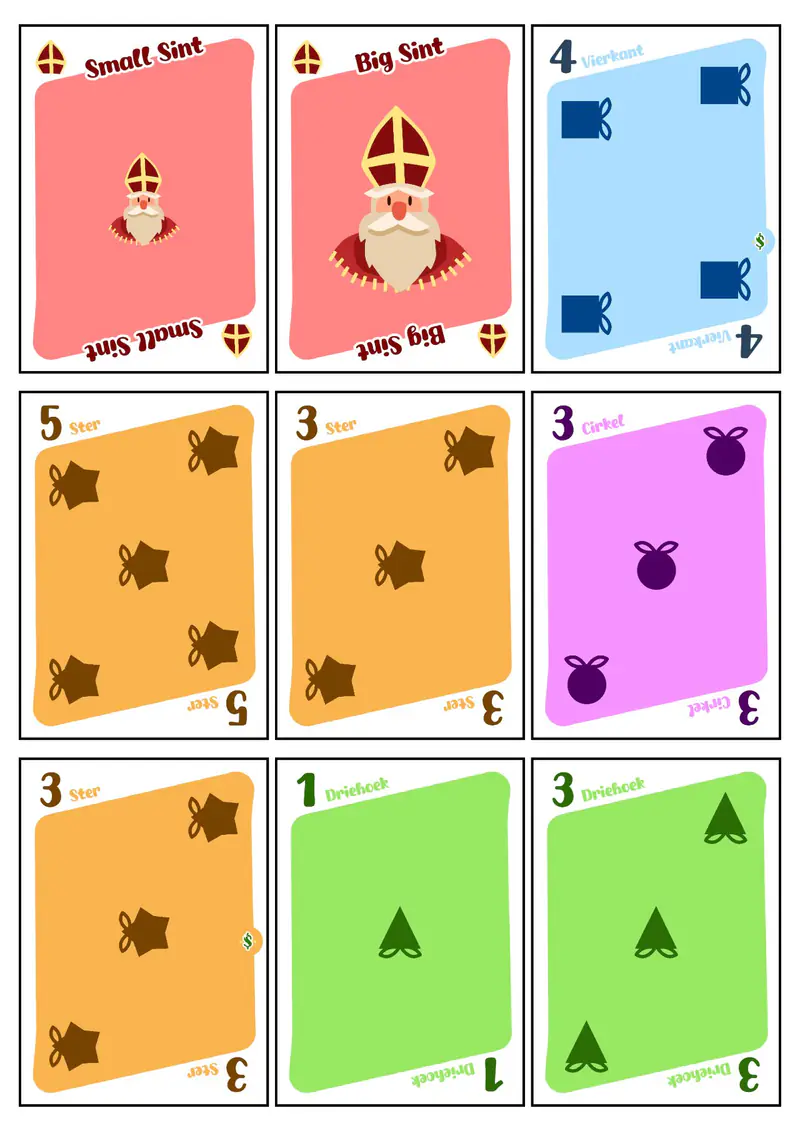 Small Sint
Small Sint
Big Sint
Big Sint
4 Vierkant
$
4 Vierkant
5 Ster
5 Ster
3 Ster
3 Ster
3 Cirkel
3 Cirkel
3 Ster
$
3 Ster
1 Driehoek
1 Driehoek
3 Driehoek
3 Driehoek